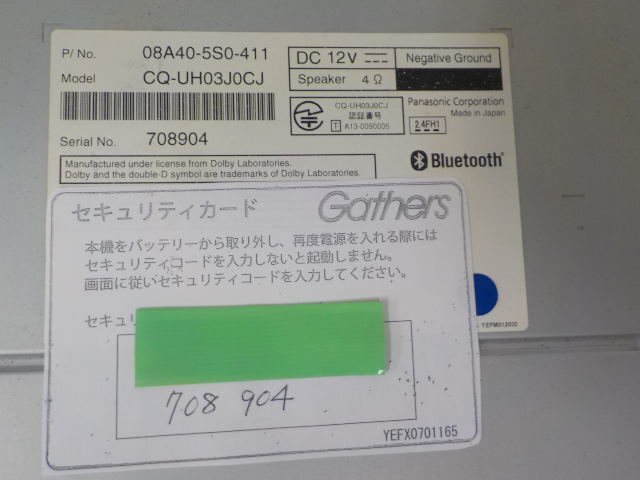 P/ No. 08A40-5S0-411
Model CQ-UH03J0CJ
Serial No. 708904
DC 12V
Negative Ground
Speaker 4 Ω
CQ-UH03J0CJ
認証番号
T A13-0090005
Panasonic Corporation
Made in Japan
2.4FH1
Bluetooth
Manufactured under license from Dolby Laboratories.
Dolby and the double-D symbol are trademarks of Dolby Laboratories.
YEPM012032
セキュリティカード
Gathers
本機をバッテリーから取り外し、再度電源を入れる際には
セキュリティコードを入力しないと起動しません。
画面に従いセキュリティコードを入力してください。
セキュリ
708 904
YEFX0701165